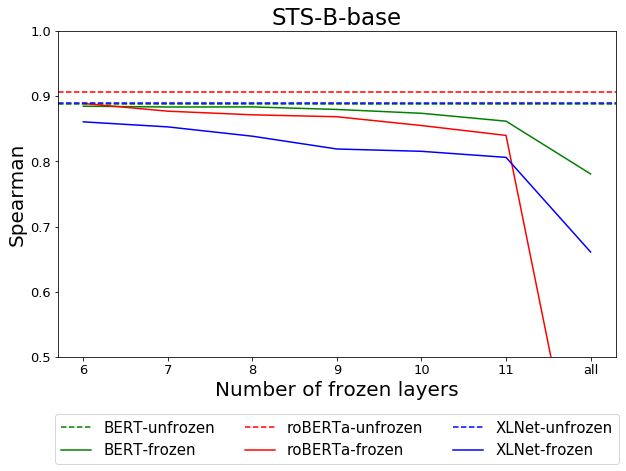 STS-B-base
1.0
0.9
0.8
0.7
0.6
0.5
Spearman
6 7 8 9 10 11 all
Number of frozen layers
BERT-unfrozen roBERTa-unfrozen XLNet-unfrozen
BERT-frozen roBERTa-frozen XLNet-frozen